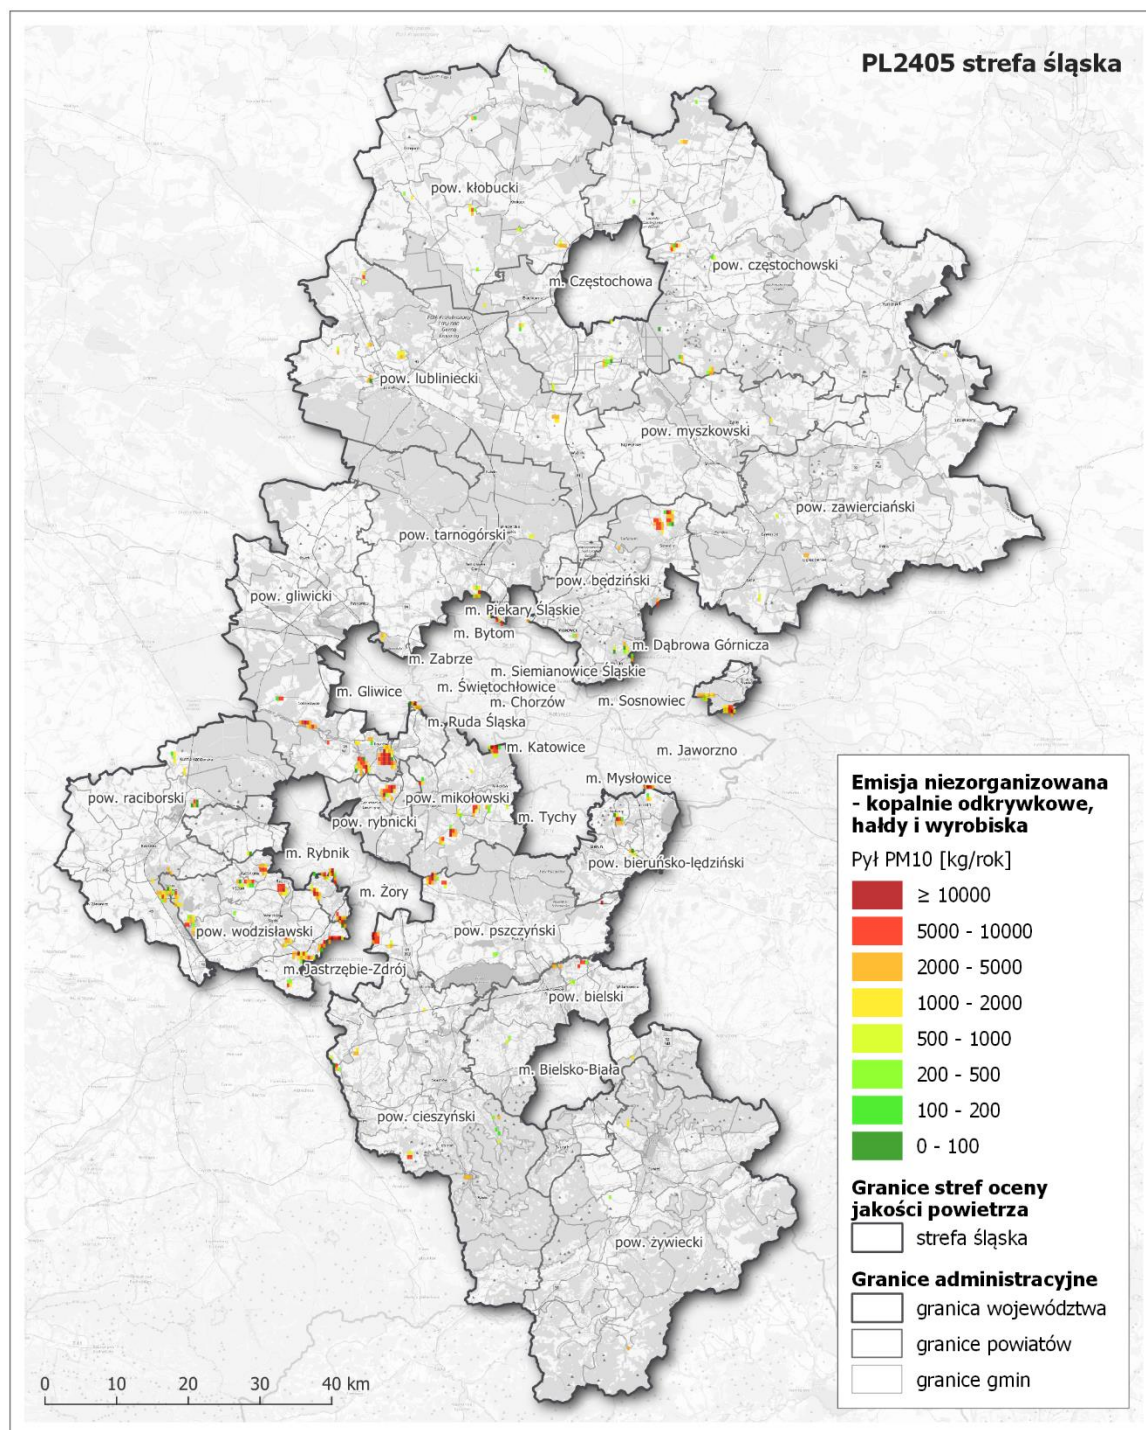 PL2405 strefa śląska
pow. kłobucki
pow. częstochowski
m. Częstochowa
pow. lubliniecki
pow. myszkowski
pow. zawierciański
pow. tarnogórski
pow. będziński
pow. gliwicki
m. Piekary Śląskie
m. Bytom
m. Dąbrowa Górnicza
m. Zabrze
m. Siemianowice Śląskie
m. Świętochłowice
m. Gliwice
m. Chorzów
m. Sosnowiec
m. Ruda Śląska
m. Katowice
m. Jaworzno
m. Mysłowice
pow. raciborski
pow. mikołowski
m. Tychy
pow. rybnicki
m. Rybnik
pow. bieruńsko-lędziński
m. Żory
pow. wodzisławski
pow. pszczyński
m. Jastrzębie-Zdrój
pow. bielski
m. Bielsko-Biała
pow. cieszyński
pow. żywiecki
Emisja niezorganizowana
- kopalnie odkrywkowe,
hałdy i wyrobiska
Pył PM10 [kg/rok]
≥ 10000
5000 - 10000
2000 - 5000
1000 - 2000
500 - 1000
200 - 500
100 - 200
0 - 100
Granice stref oceny
jakości powietrza
strefa śląska
Granice administracyjne
granica województwa
granice powiatów
granice gmin
0 10 20 30 40 km